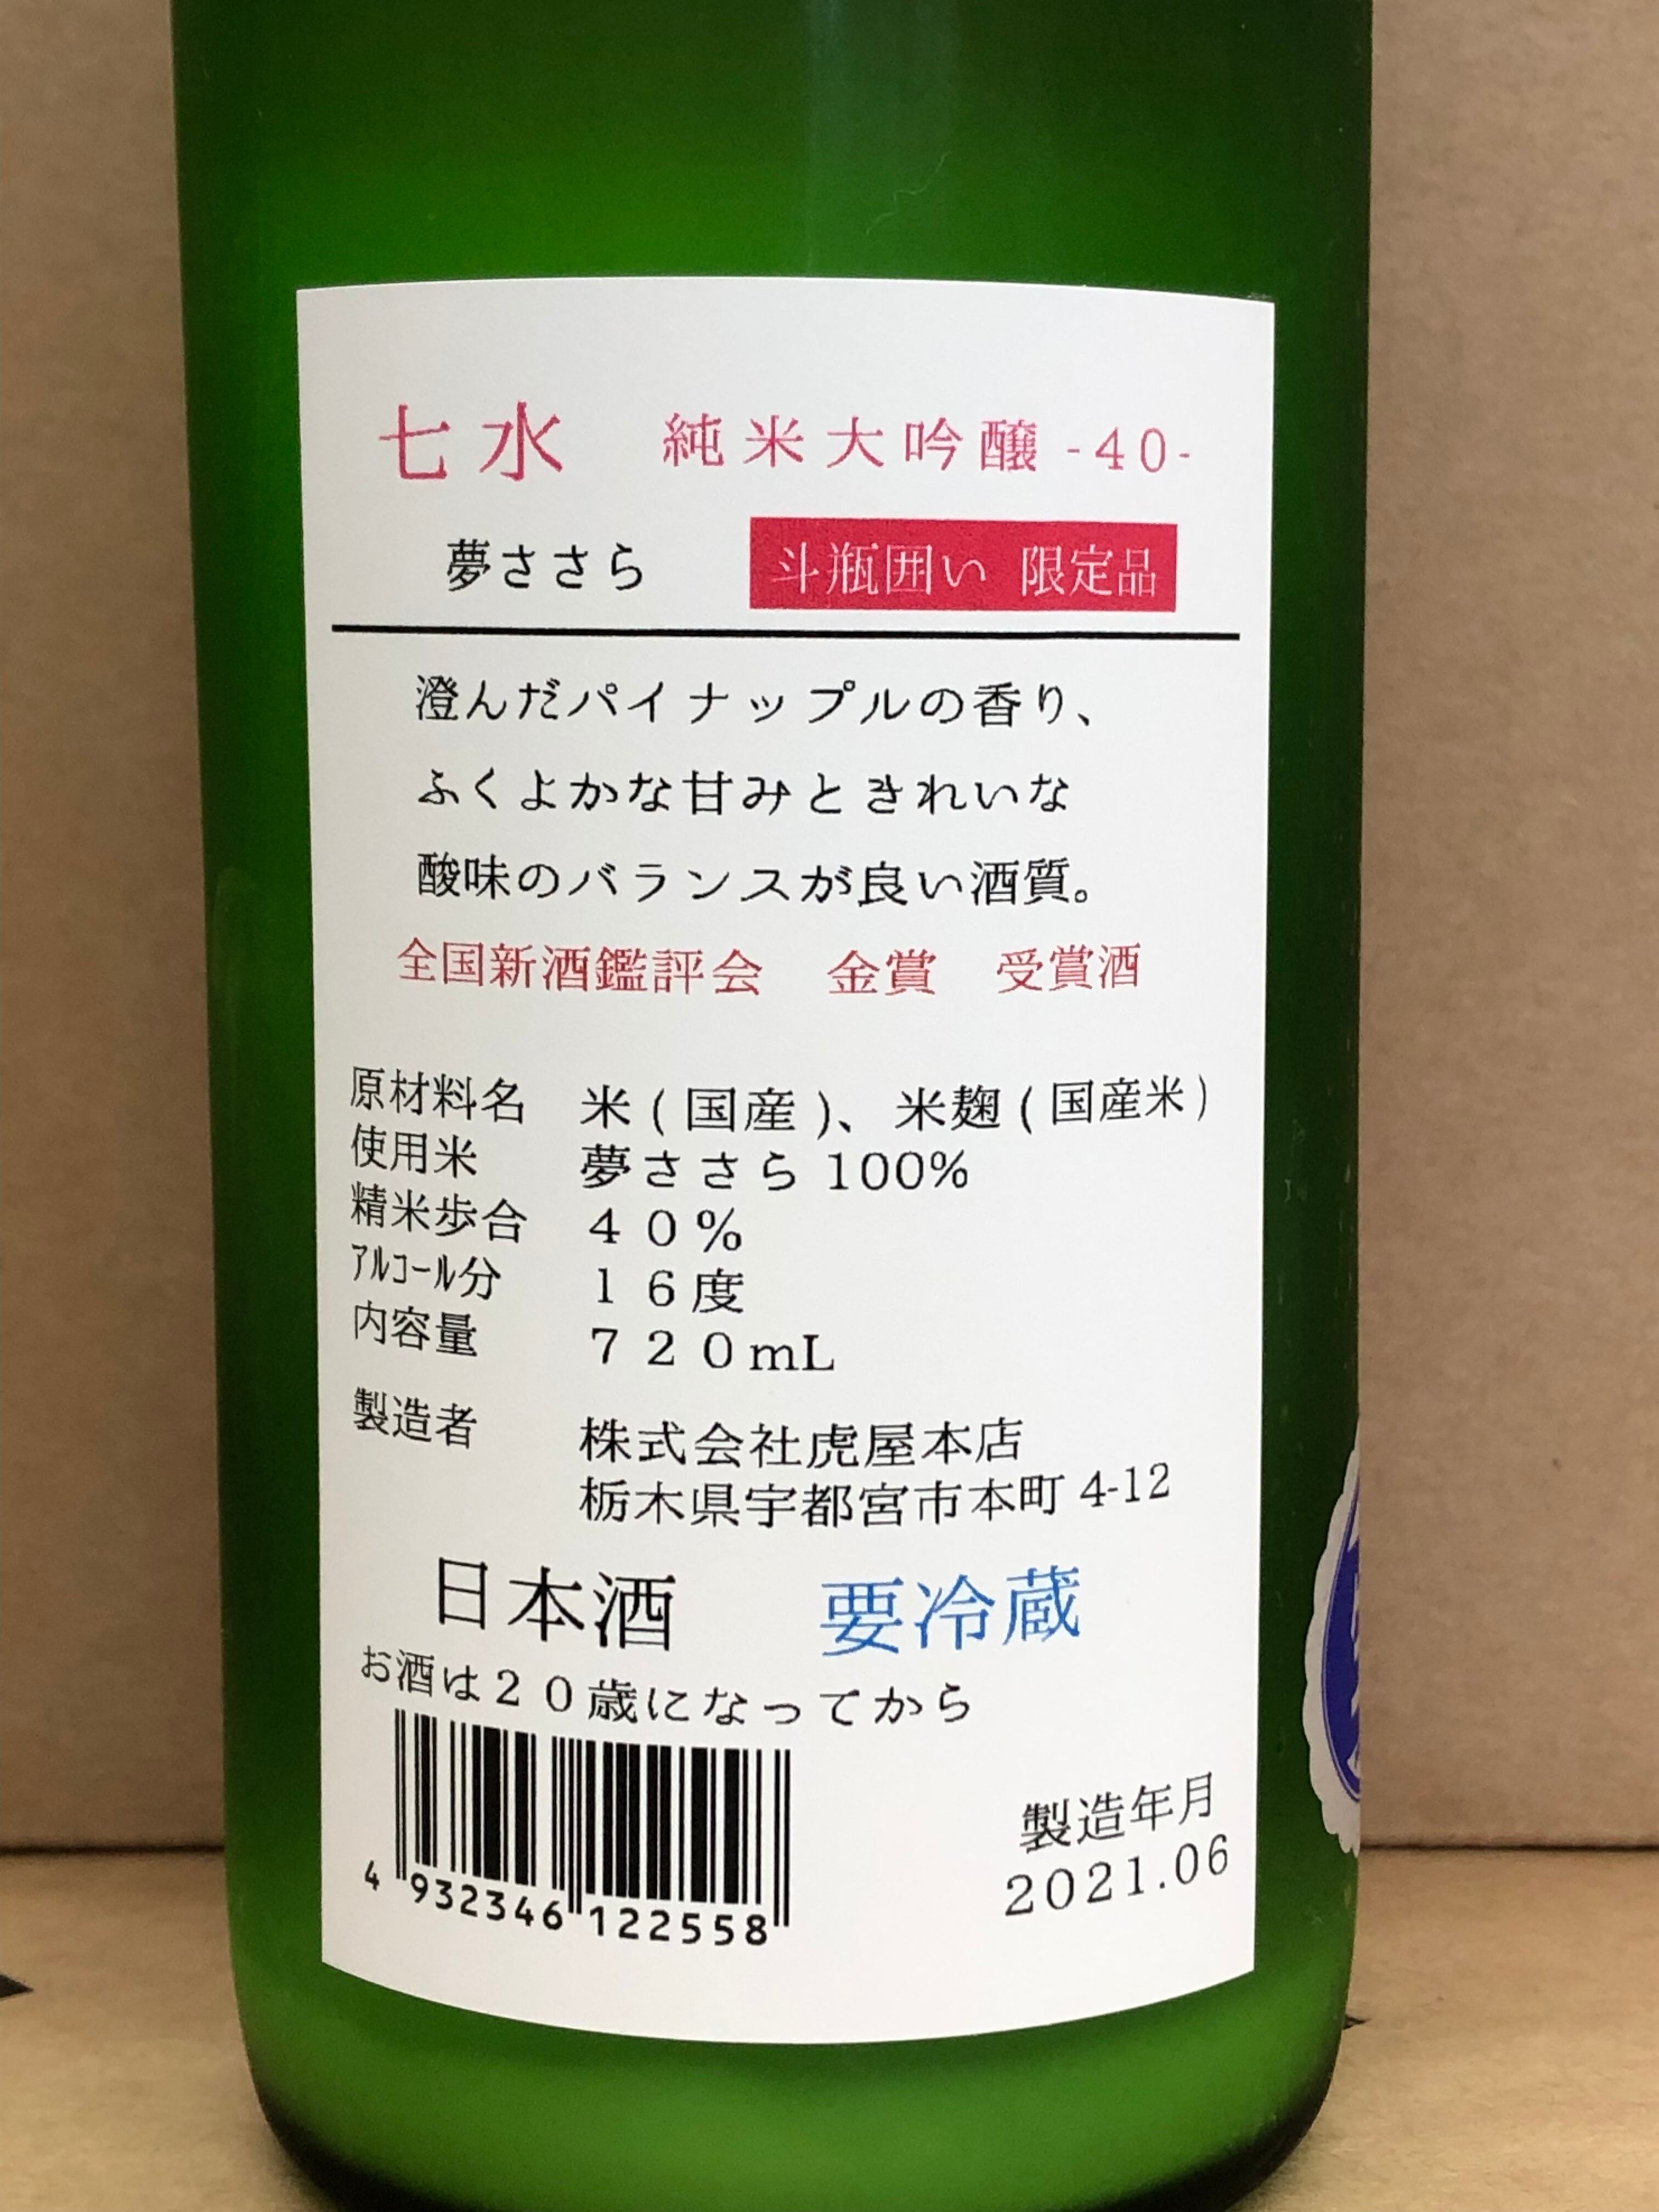 七水 純米大吟醸 -40-
夢ささら 斗瓶囲い 限定品
澄んだパイナップルの香り、
ふくよかな甘みときれいな
酸味のバランスが良い酒質。
全国新酒鑑評会 金賞 受賞酒
原材料名 米(国産)、米麹(国産米)
使用米 夢ささら100%
精米歩合 40%
ｱﾙｺｰﾙ分 16度
内容量 720mL
製造者 株式会社虎屋本店
栃木県宇都宮市本町 4-12
日本酒 要冷蔵
お酒は20歳になってから
4 932346 122558
製造年月
2021.06